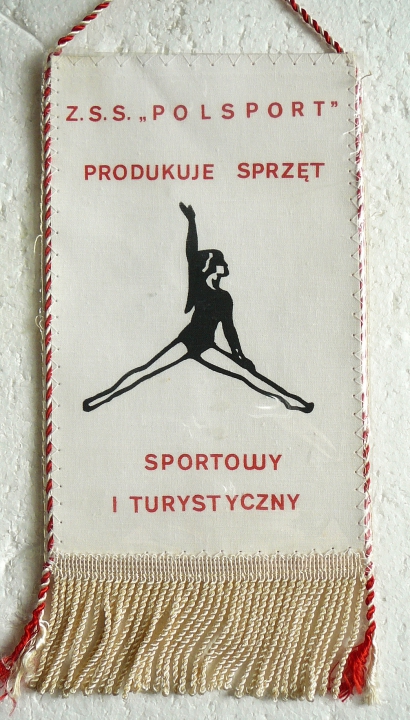 Z.S.S. „POLSPORT”
PRODUKUJE SPRZĘT
SPORTOWY
I TURYSTYCZNY